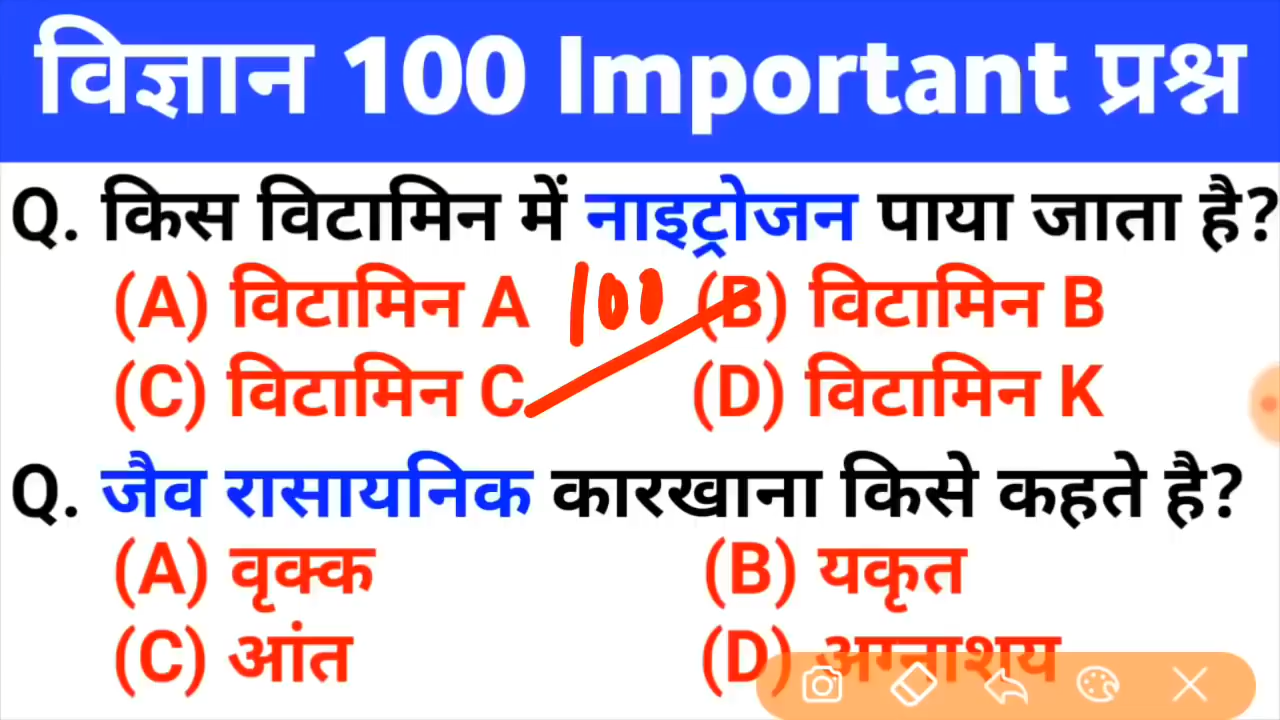 विज्ञान 100 Important प्रश्न
Q. किस विटामिन में नाइट्रोजन पाया जाता है?
(A) विटामिन A 100 (B) विटामिन B
(C) विटामिन C (D) विटामिन K
Q. जैव रासायनिक कारखाना किसे कहते है?
(A) वृक्क (B) यकृत
(C) आंत (D) अग्नाशय